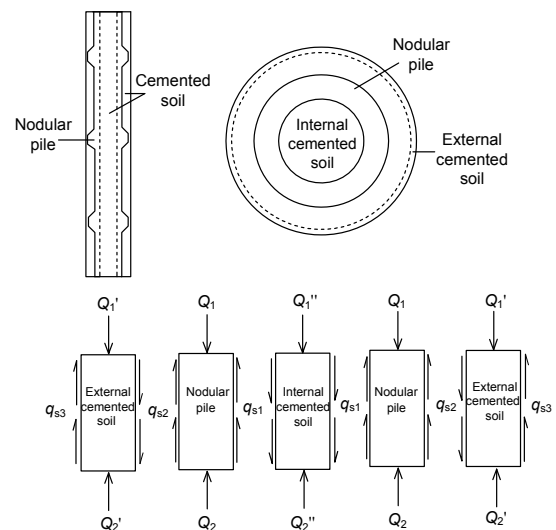 Nodular
pile
Cemented
soil
Nodular
pile
Internal
cemented
soil
External
cemented
soil
Q1' Q1 Q1'' Q1 Q1'
qs3 External
cemented
soil qs2 Nodular
pile qs1 Internal
cemented
soil qs1 Nodular
pile qs2 External
cemented
soil qs3
Q2' Q2 Q2'' Q2 Q2'